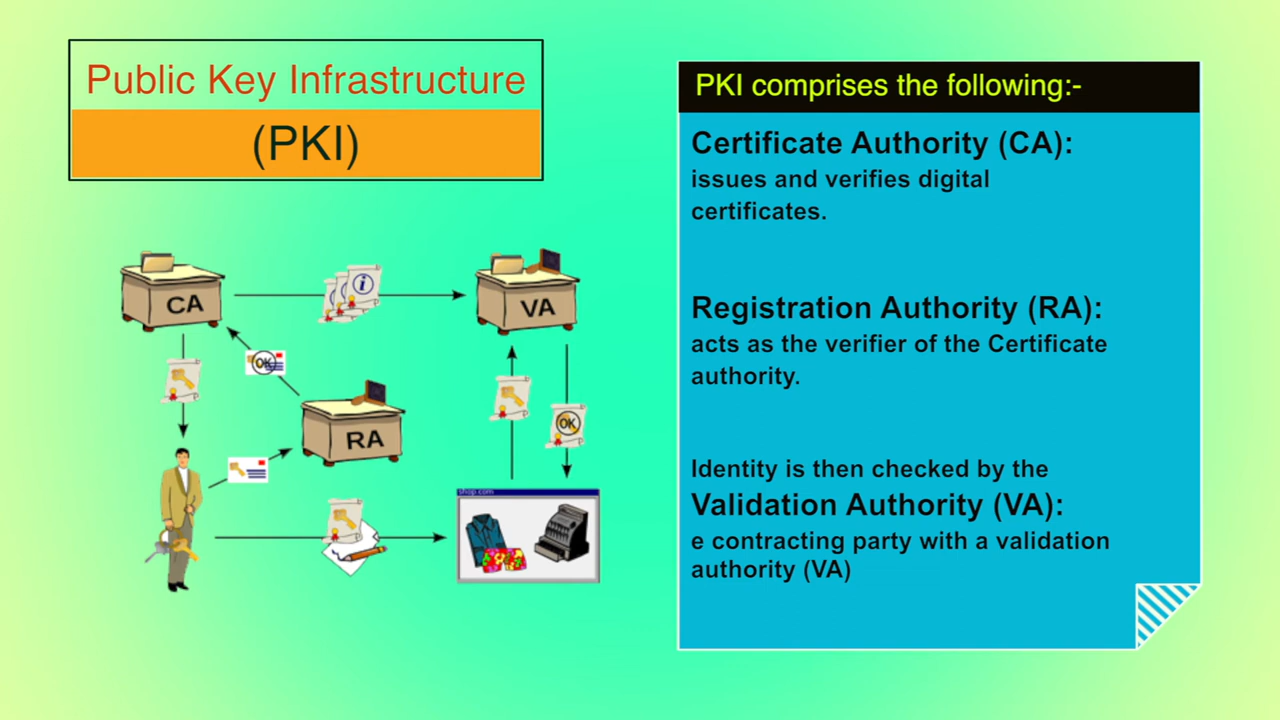 Public Key Infrastructure
(PKI)
PKI comprises the following:-
Certificate Authority (CA):
issues and verifies digital
certificates.
Registration Authority (RA):
acts as the verifier of the Certificate
authority.
Identity is then checked by the
Validation Authority (VA):
e contracting party with a validation
authority (VA)
CA
i
VA
OK
RA
OK
shop.com